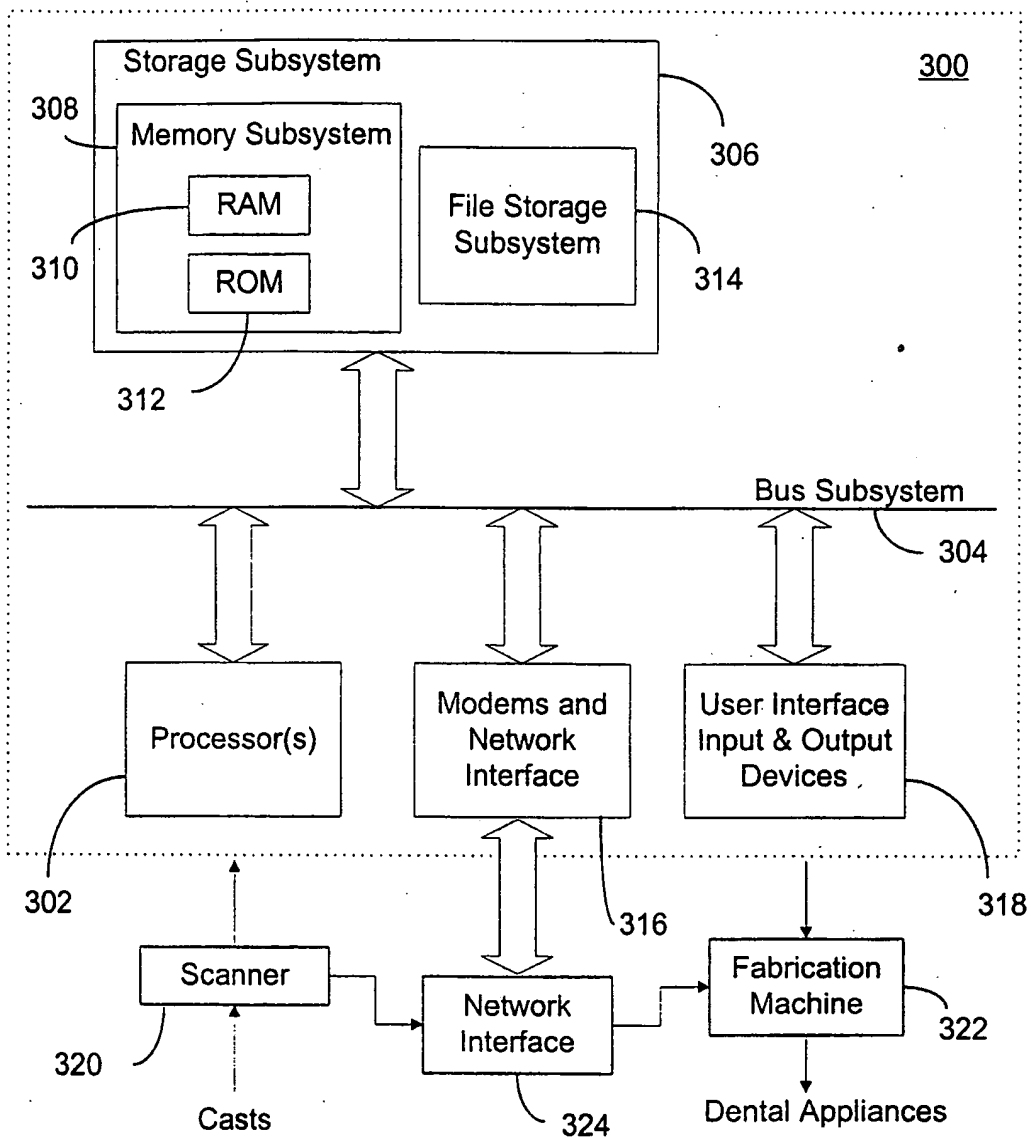 Storage Subsystem
300
308
Memory Subsystem
306
RAM
File Storage
Subsystem
310
ROM
314
312
Bus Subsystem
304
Processor(s)
Modems and
Network
Interface
User Interface
Input & Output
Devices
302
316
318
Scanner
Fabrication
Machine
Network
Interface
320
322
Casts
324
Dental Appliances